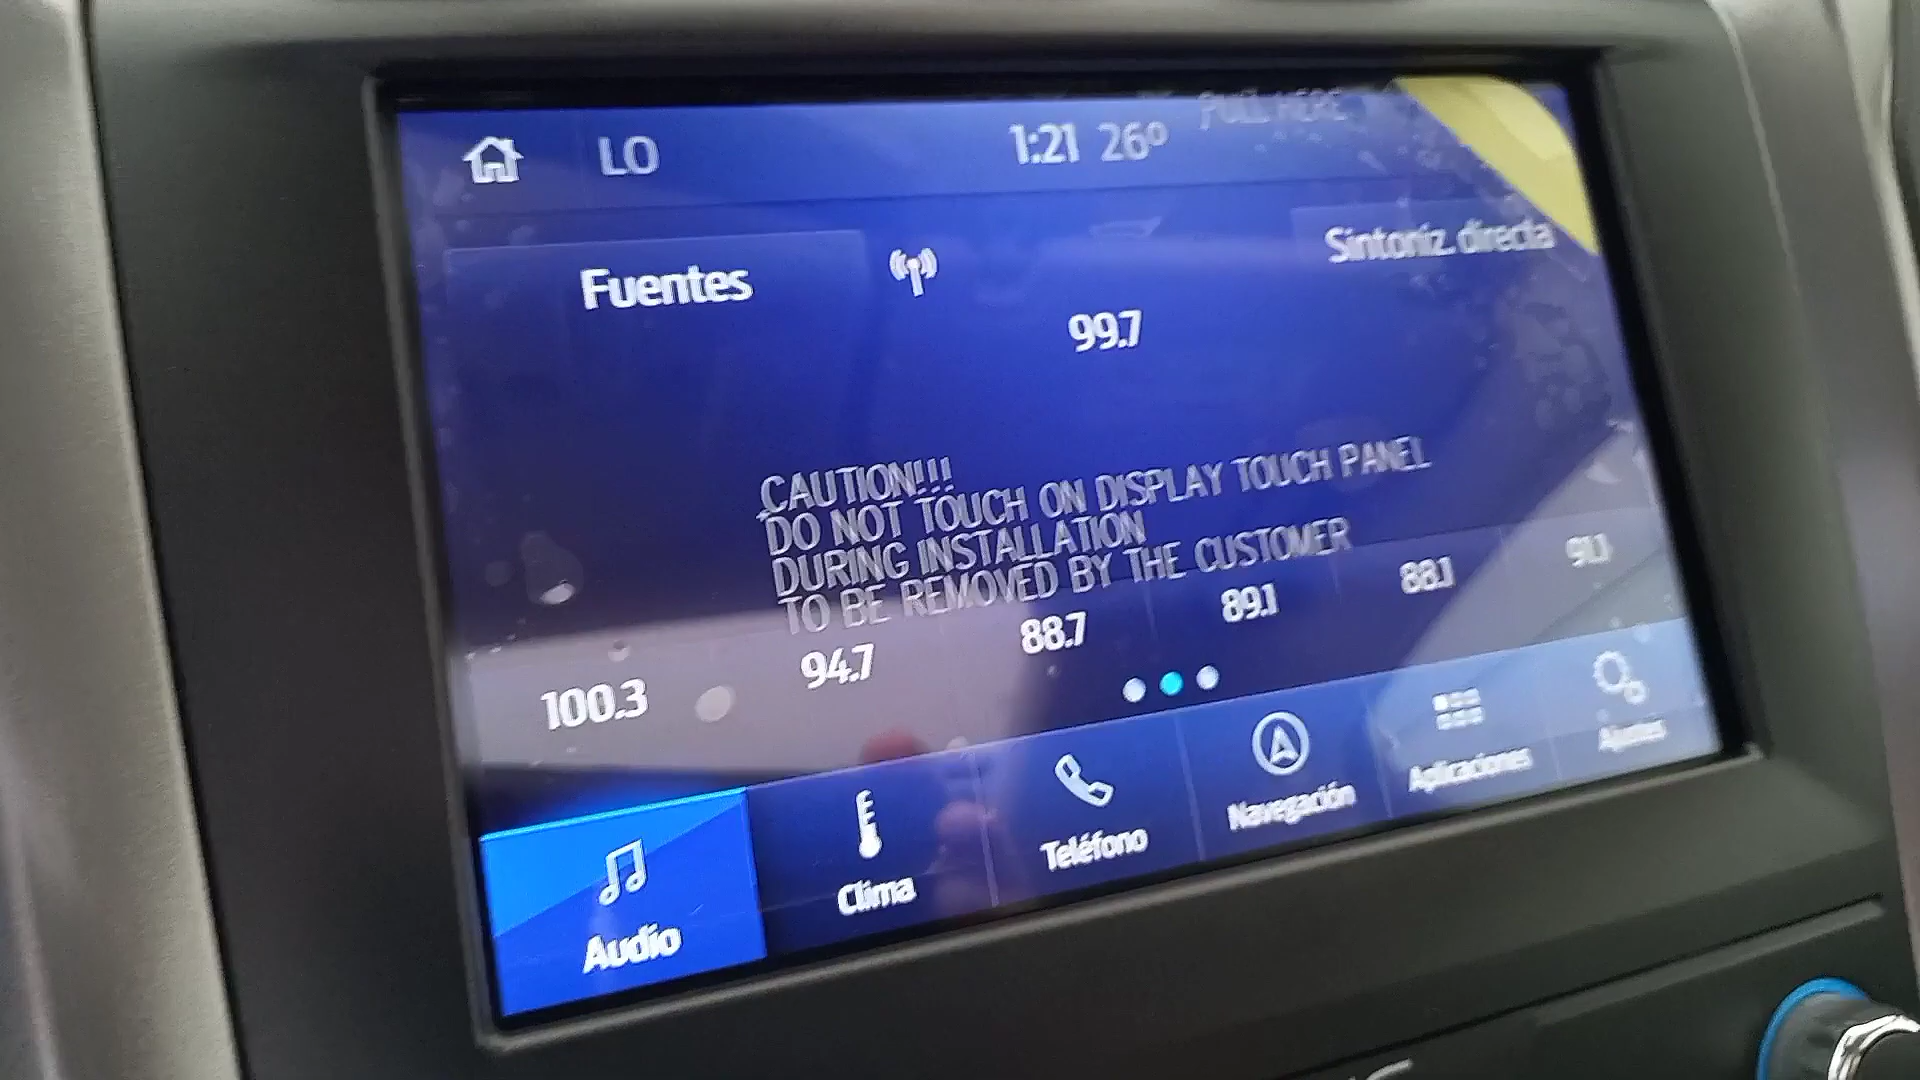 PULL HERE
LO 1:21 26º
Fuentes
Sintoniz. directa
99.7
CAUTION!!!
DO NOT TOUCH ON DISPLAY TOUCH PANEL
DURING INSTALLATION
TO BE REMOVED BY THE CUSTOMER
100.3 94.7 88.7 89.1 88.1 91.1
Audio Clima Teléfono Navegación Aplicaciones Ajustes